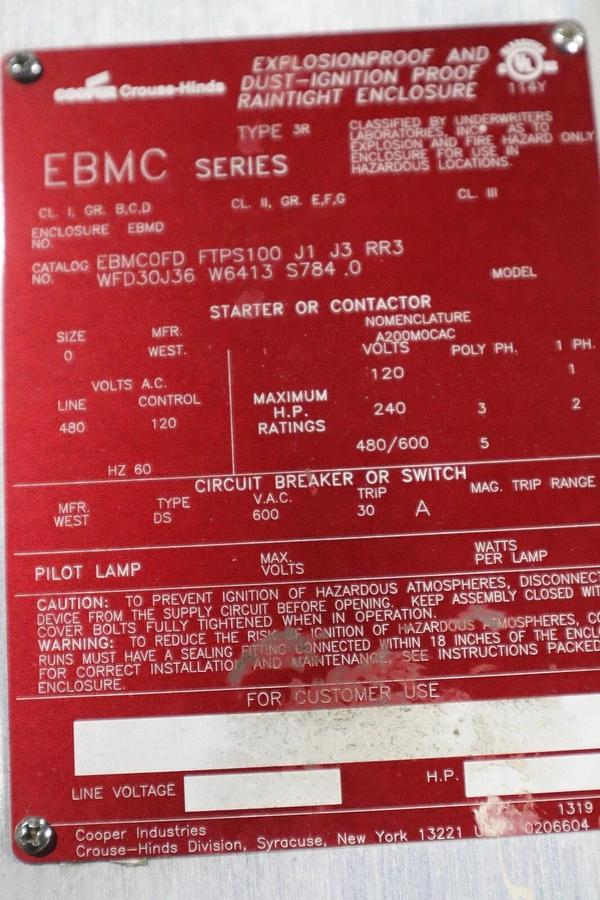 COOPER Crouse-Hinds
EXPLOSIONPROOF AND
DUST-IGNITION PROOF
RAINTIGHT ENCLOSURE
UL
114Y
TYPE 3R
CLASSIFIED BY UNDERWRITERS
LABORATORIES, INC. AS TO
EXPLOSION AND FIRE HAZARD ONLY
ENCLOSURE FOR USE IN
HAZARDOUS LOCATIONS.
EBMC SERIES
CL. I, GR. B,C,D CL. II, GR. E,F,G CL. III
ENCLOSURE NO. EBMD
CATALOG NO. EBMCOFD FTPS100 J1 J3 RR3
WFD30J36 W6413 S784 .0 MODEL
STARTER OR CONTACTOR
SIZE MFR. NOMENCLATURE
0 WEST. A200MOCAC
VOLTS POLY PH. 1 PH.
VOLTS A.C.
LINE CONTROL
480 120
HZ 60
MAXIMUM
H.P.
RATINGS
120 1
240 3 2
480/600 5
CIRCUIT BREAKER OR SWITCH
MFR. TYPE V.A.C. TRIP MAG. TRIP RANGE
WEST DS 600 30 A
PILOT LAMP MAX. VOLTS WATTS PER LAMP
CAUTION: TO PREVENT IGNITION OF HAZARDOUS ATMOSPHERES, DISCONNECT
DEVICE FROM THE SUPPLY CIRCUIT BEFORE OPENING. KEEP ASSEMBLY CLOSED WIT
COVER BOLTS FULLY TIGHTENED WHEN IN OPERATION.
WARNING: TO REDUCE THE RISK IGNITION OF HAZARDOUS ATMOSPHERES, CO
RUNS MUST HAVE A SEALING FITTING CONNECTED WITHIN 18 INCHES OF THE ENCLO
FOR CORRECT INSTALLATION AND MAINTENANCE, SEE INSTRUCTIONS PACKED
ENCLOSURE.
FOR CUSTOMER USE
LINE VOLTAGE H.P.
Cooper Industries 1319
Crouse-Hinds Division, Syracuse, New York 13221 0206604